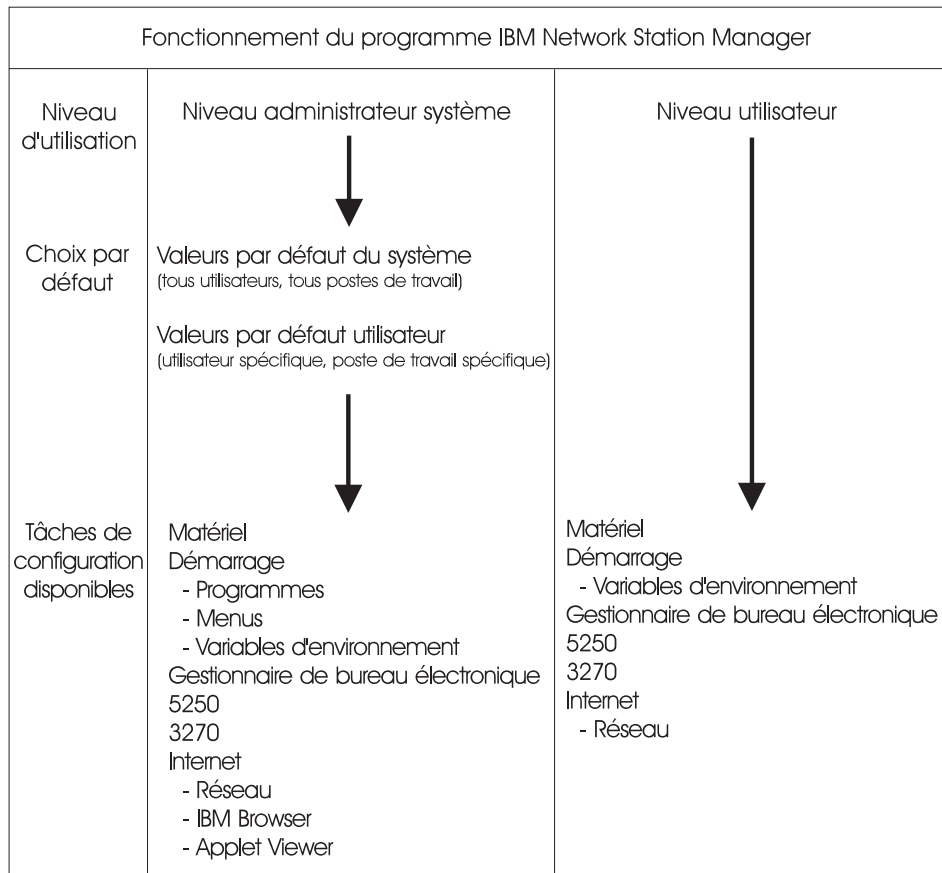 Fonctionnement du programme IBM Network Station Manager
Niveau
d'utilisation
Niveau administrateur système
Niveau utilisateur
Choix par
défaut
Valeurs par défaut du système
(tous utilisateurs, tous postes de travail)
Valeurs par défaut utilisateur
(utilisateur spécifique, poste de travail spécifique)
Tâches de
configuration
disponibles
Matériel
Démarrage
- Programmes
- Menus
- Variables d'environnement
Gestionnaire de bureau électronique
5250
3270
Internet
- Réseau
- IBM Browser
- Applet Viewer
Matériel
Démarrage
- Variables d'environnement
Gestionnaire de bureau électronique
5250
3270
Internet
- Réseau